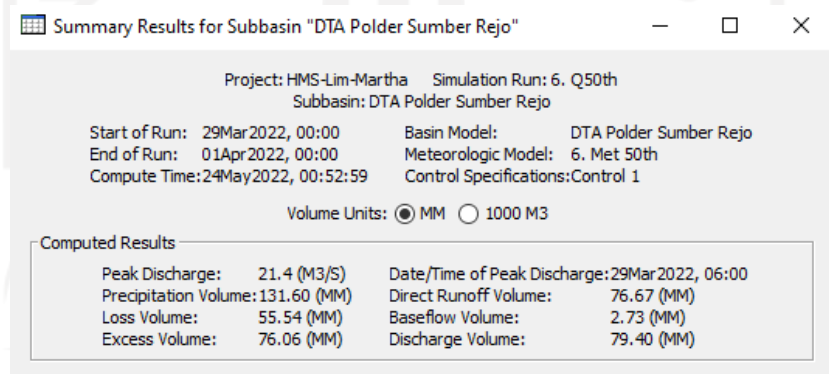 Summary Results for Subbasin "DTA Polder Sumber Rejo"
Project: HMS-Lim-Martha Simulation Run: 6. Q50th
Subbasin: DTA Polder Sumber Rejo
Start of Run: 29Mar2022, 00:00 Basin Model: DTA Polder Sumber Rejo
End of Run: 01Apr2022, 00:00 Meteorologic Model: 6. Met 50th
Compute Time:24May2022, 00:52:59 Control Specifications:Control 1
Volume Units: MM 1000 M3
Computed Results
Peak Discharge: 21.4 (M3/S) Date/Time of Peak Discharge:29Mar2022, 06:00
Precipitation Volume:131.60 (MM) Direct Runoff Volume: 76.67 (MM)
Loss Volume: 55.54 (MM) Baseflow Volume: 2.73 (MM)
Excess Volume: 76.06 (MM) Discharge Volume: 79.40 (MM)